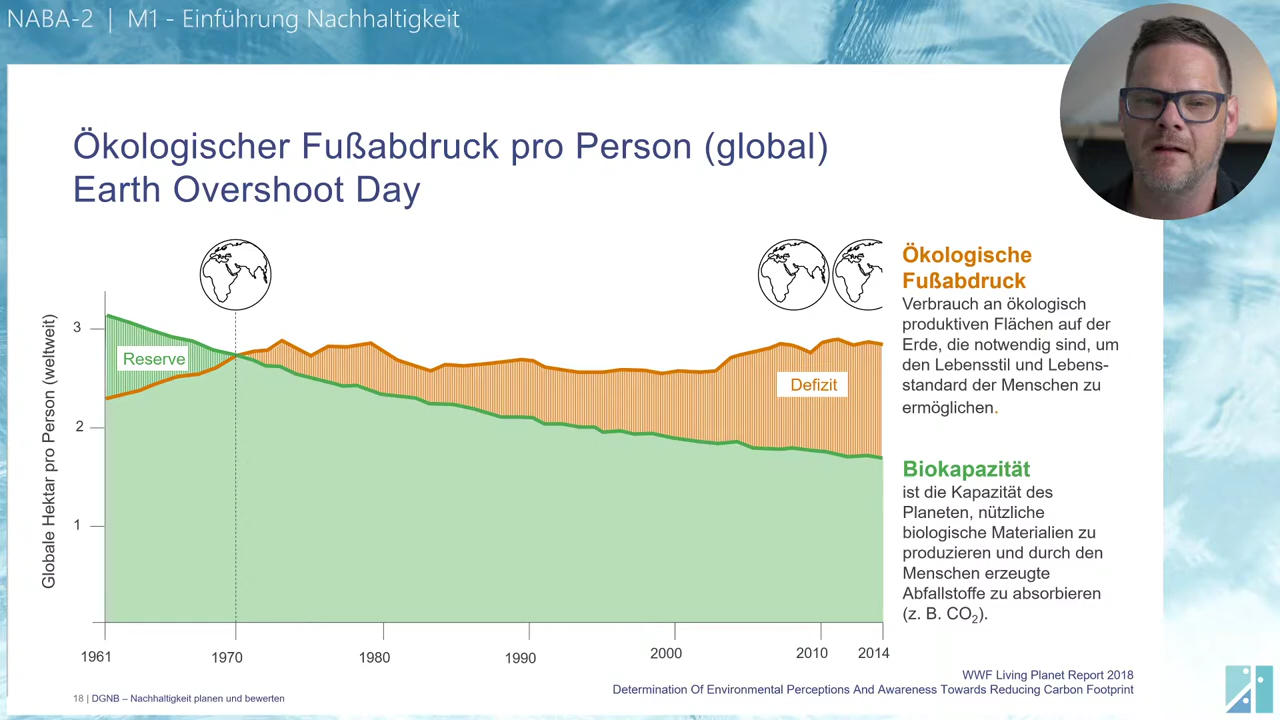 NABA-2 | M1 - Einführung Nachhaltigkeit
Ökologischer Fußabdruck pro Person (global)
Earth Overshoot Day
Globale Hektar pro Person (weltweit)
3
2
1
Reserve
Defizit
1961
1970
1980
1990
2000
2010
2014
Ökologische
Fußabdruck
Verbrauch an ökologisch
produktiven Flächen auf der
Erde, die notwendig sind, um
den Lebensstil und Lebens-
standard der Menschen zu
ermöglichen.
Biokapazität
ist die Kapazität des
Planeten, nützliche
biologische Materialien zu
produzieren und durch den
Menschen erzeugte
Abfallstoffe zu absorbieren
(z. B. CO₂).
WWF Living Planet Report 2018
Determination Of Environmental Perceptions And Awareness Towards Reducing Carbon Footprint
18 | DGNB – Nachhaltigkeit planen und bewerten